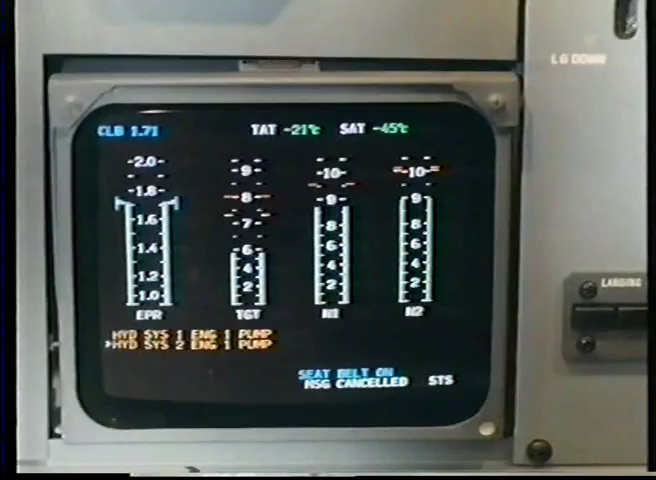 LG DOWN
CLB 1.71 TAT -21°c SAT -45°c
2.0 9 10 10
1.8 8 9 9
1.6 7 8 8
1.4 6 6 6
1.2 4 4 4
1.0 2 2 2
EPR TGT N1 N2
LANDING
HYD SYS 1 ENG 1 PUMP
>HYD SYS 2 ENG 1 PUMP
SEAT BELT ON
MSG CANCELLED STS